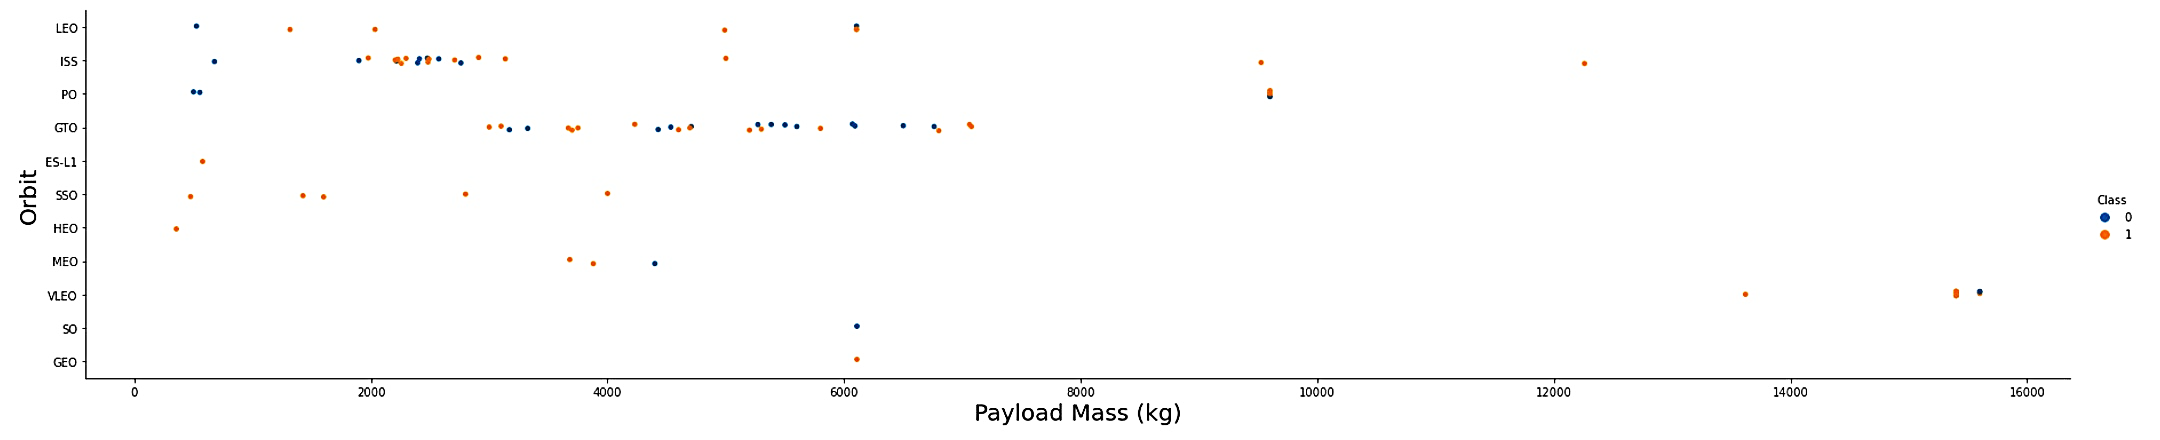 Orbit
LEO
ISS
PO
GTO
ES-L1
SSO
HEO
MEO
VLEO
SO
GEO
0 2000 4000 6000 8000 10000 12000 14000 16000
Payload Mass (kg)
Class
0
1